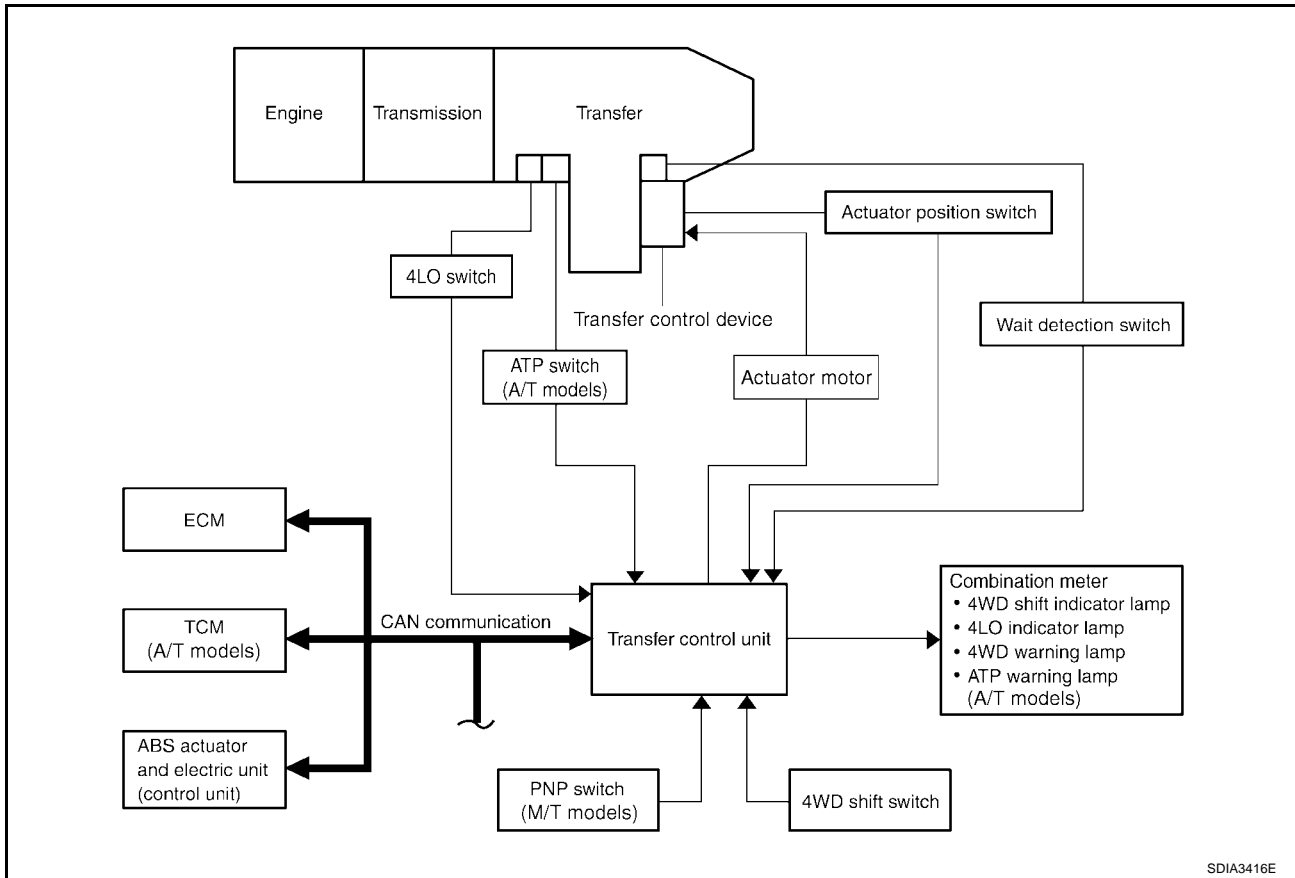 Engine
Transmission
Transfer
Actuator position switch
4LO switch
Transfer control device
Wait detection switch
ATP switch
(A/T models)
Actuator motor
ECM
TCM
(A/T models)
CAN communication
Transfer control unit
Combination meter
• 4WD shift indicator lamp
• 4LO indicator lamp
• 4WD warning lamp
• ATP warning lamp
(A/T models)
ABS actuator
and electric unit
(control unit)
PNP switch
(M/T models)
4WD shift switch
SDIA3416E